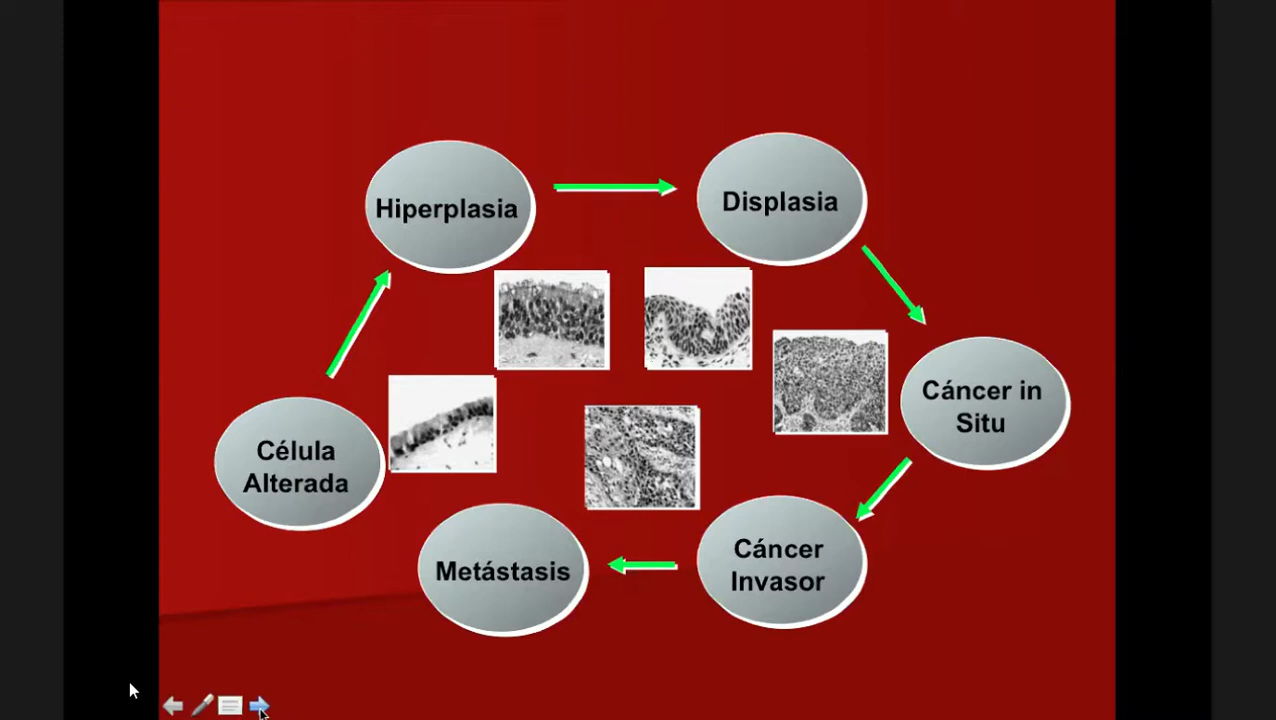 Hiperplasia
Displasia
Cáncer in
Situ
Célula
Alterada
Cáncer
Invasor
Metástasis